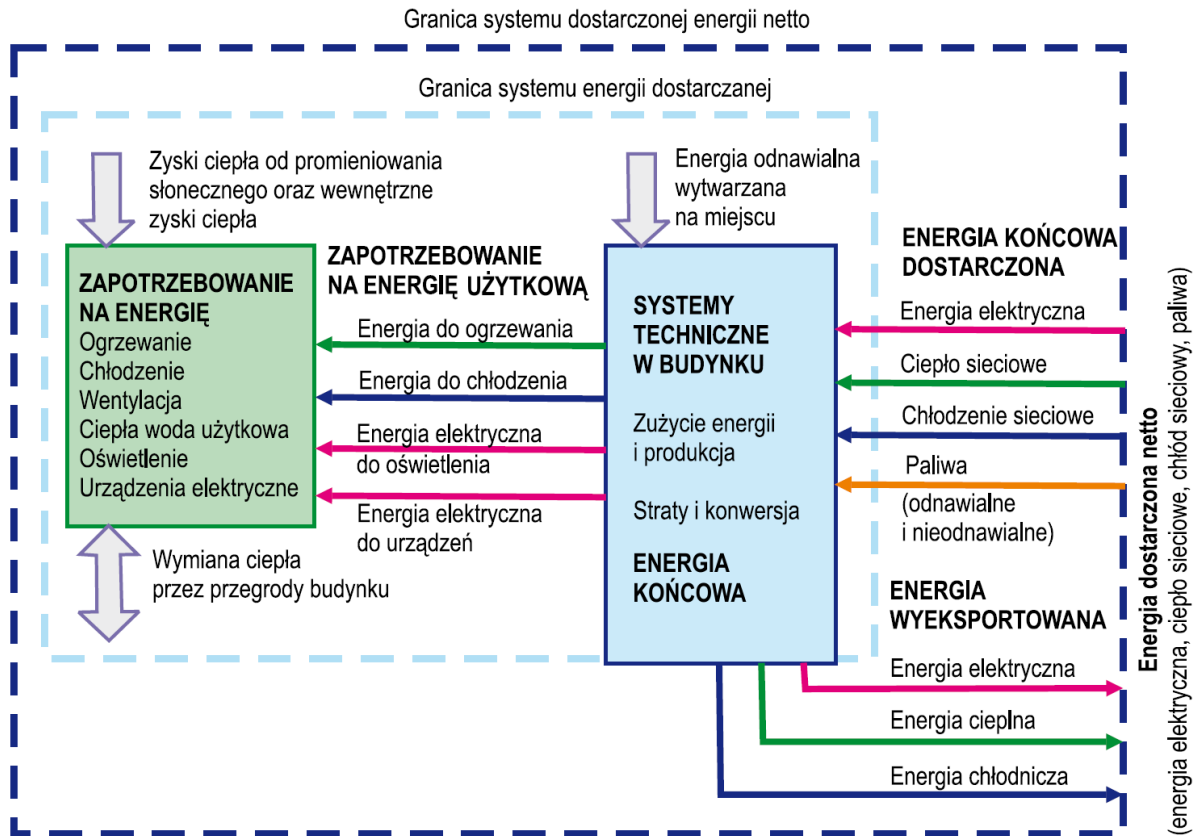 Granica systemu dostarczonej energii netto
Granica systemu energii dostarczanej
Zyski ciepła od promieniowania
słonecznego oraz wewnętrzne
zyski ciepła
Energia odnawialna
wytwarzana
na miejscu
ZAPOTRZEBOWANIE
NA ENERGIĘ
Ogrzewanie
Chłodzenie
Wentylacja
Ciepła woda użytkowa
Oświetlenie
Urządzenia elektryczne
ZAPOTRZEBOWANIE
NA ENERGIĘ UŻYTKOWĄ
Energia do ogrzewania
Energia do chłodzenia
Energia elektryczna
do oświetlenia
Energia elektryczna
do urządzeń
Wymiana ciepła
przez przegrody budynku
SYSTEMY
TECHNICZNE
W BUDYNKU
Zużycie energii
i produkcja
Straty i konwersja
ENERGIA
KOŃCOWA
ENERGIA KOŃCOWA
DOSTARCZONA
Energia elektryczna
Ciepło sieciowe
Chłodzenie sieciowe
Paliwa
(odnawialne
i nieodnawialne)
ENERGIA
WYEKSPORTOWANA
Energia elektryczna
Energia cieplna
Energia chłodnicza
Energia dostarczona netto
(energia elektryczna, ciepło sieciowe, chłód sieciowy, paliwa)